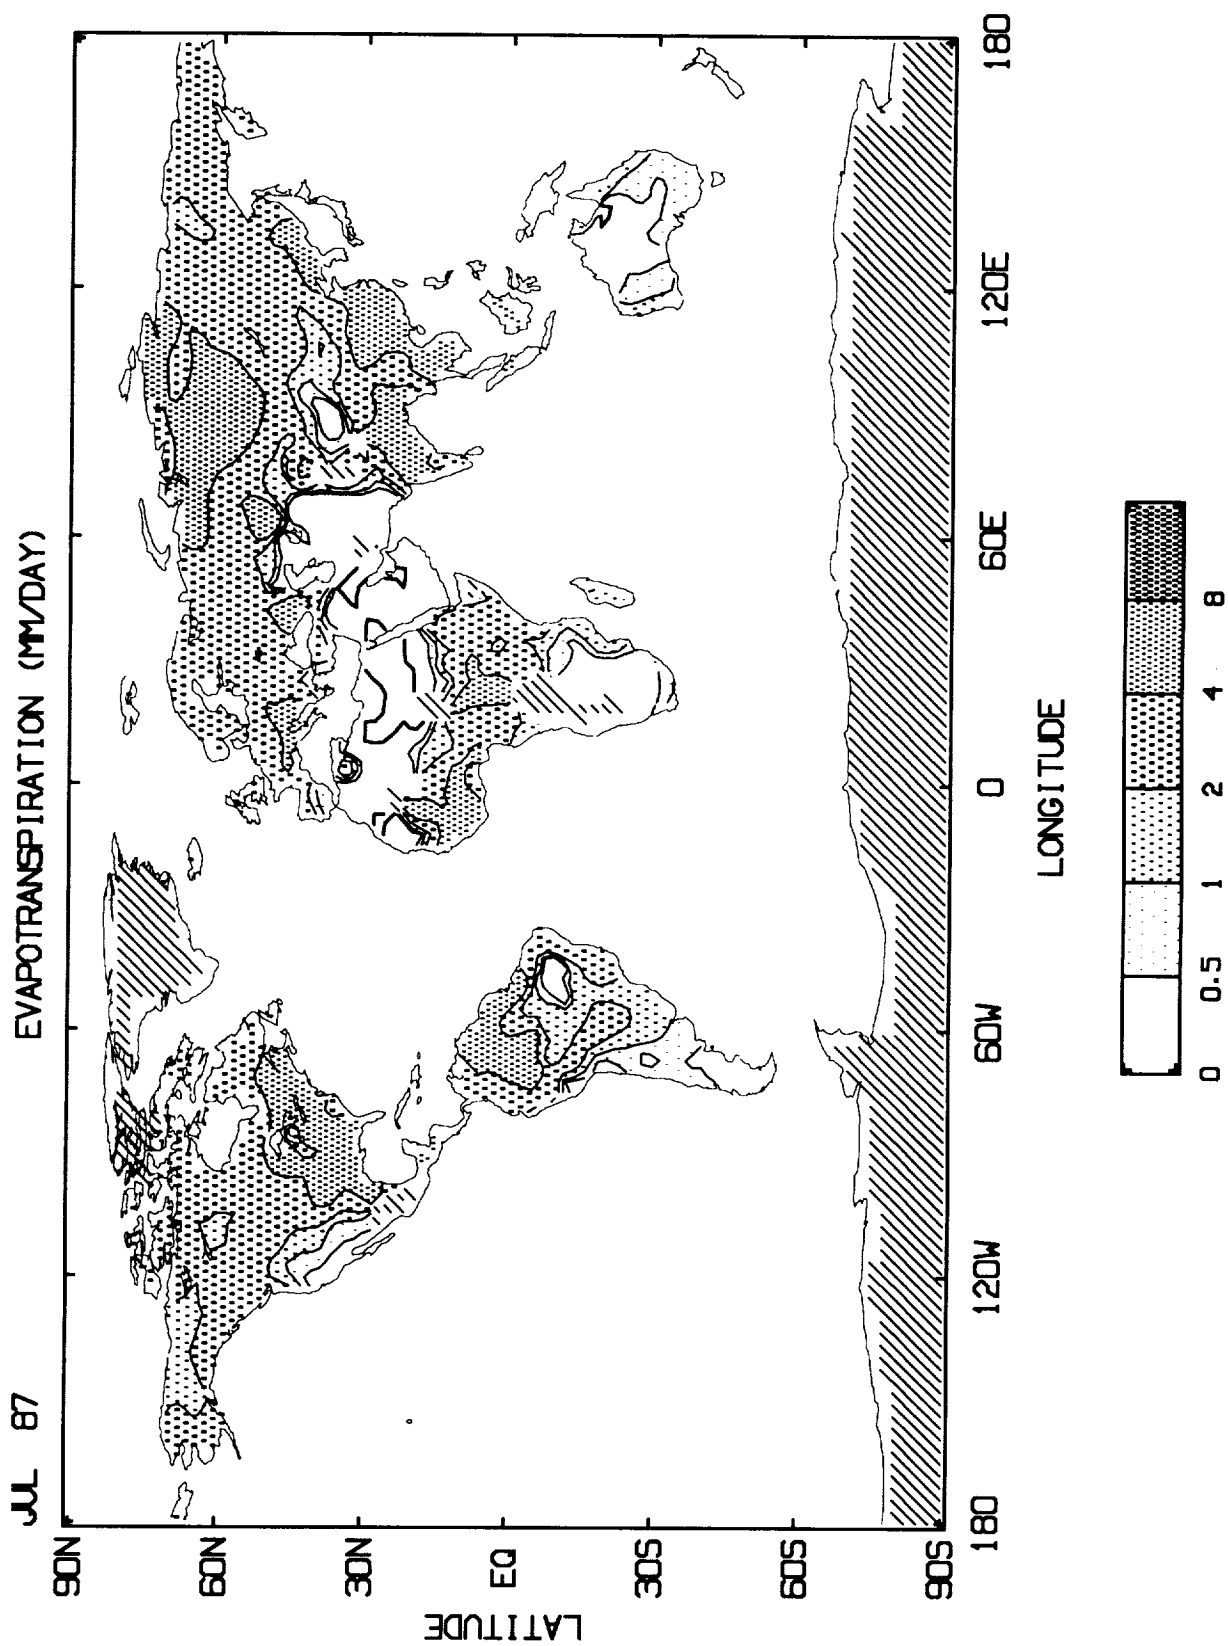 JUL 87
EVAPOTRANSPIRATION (MM/DAY)
90N
60N
30N
EQ
30S
60S
90S
LATITUDE
180
120W
60W
0
60E
120E
180
LONGITUDE
0
0.5
1
2
4
8